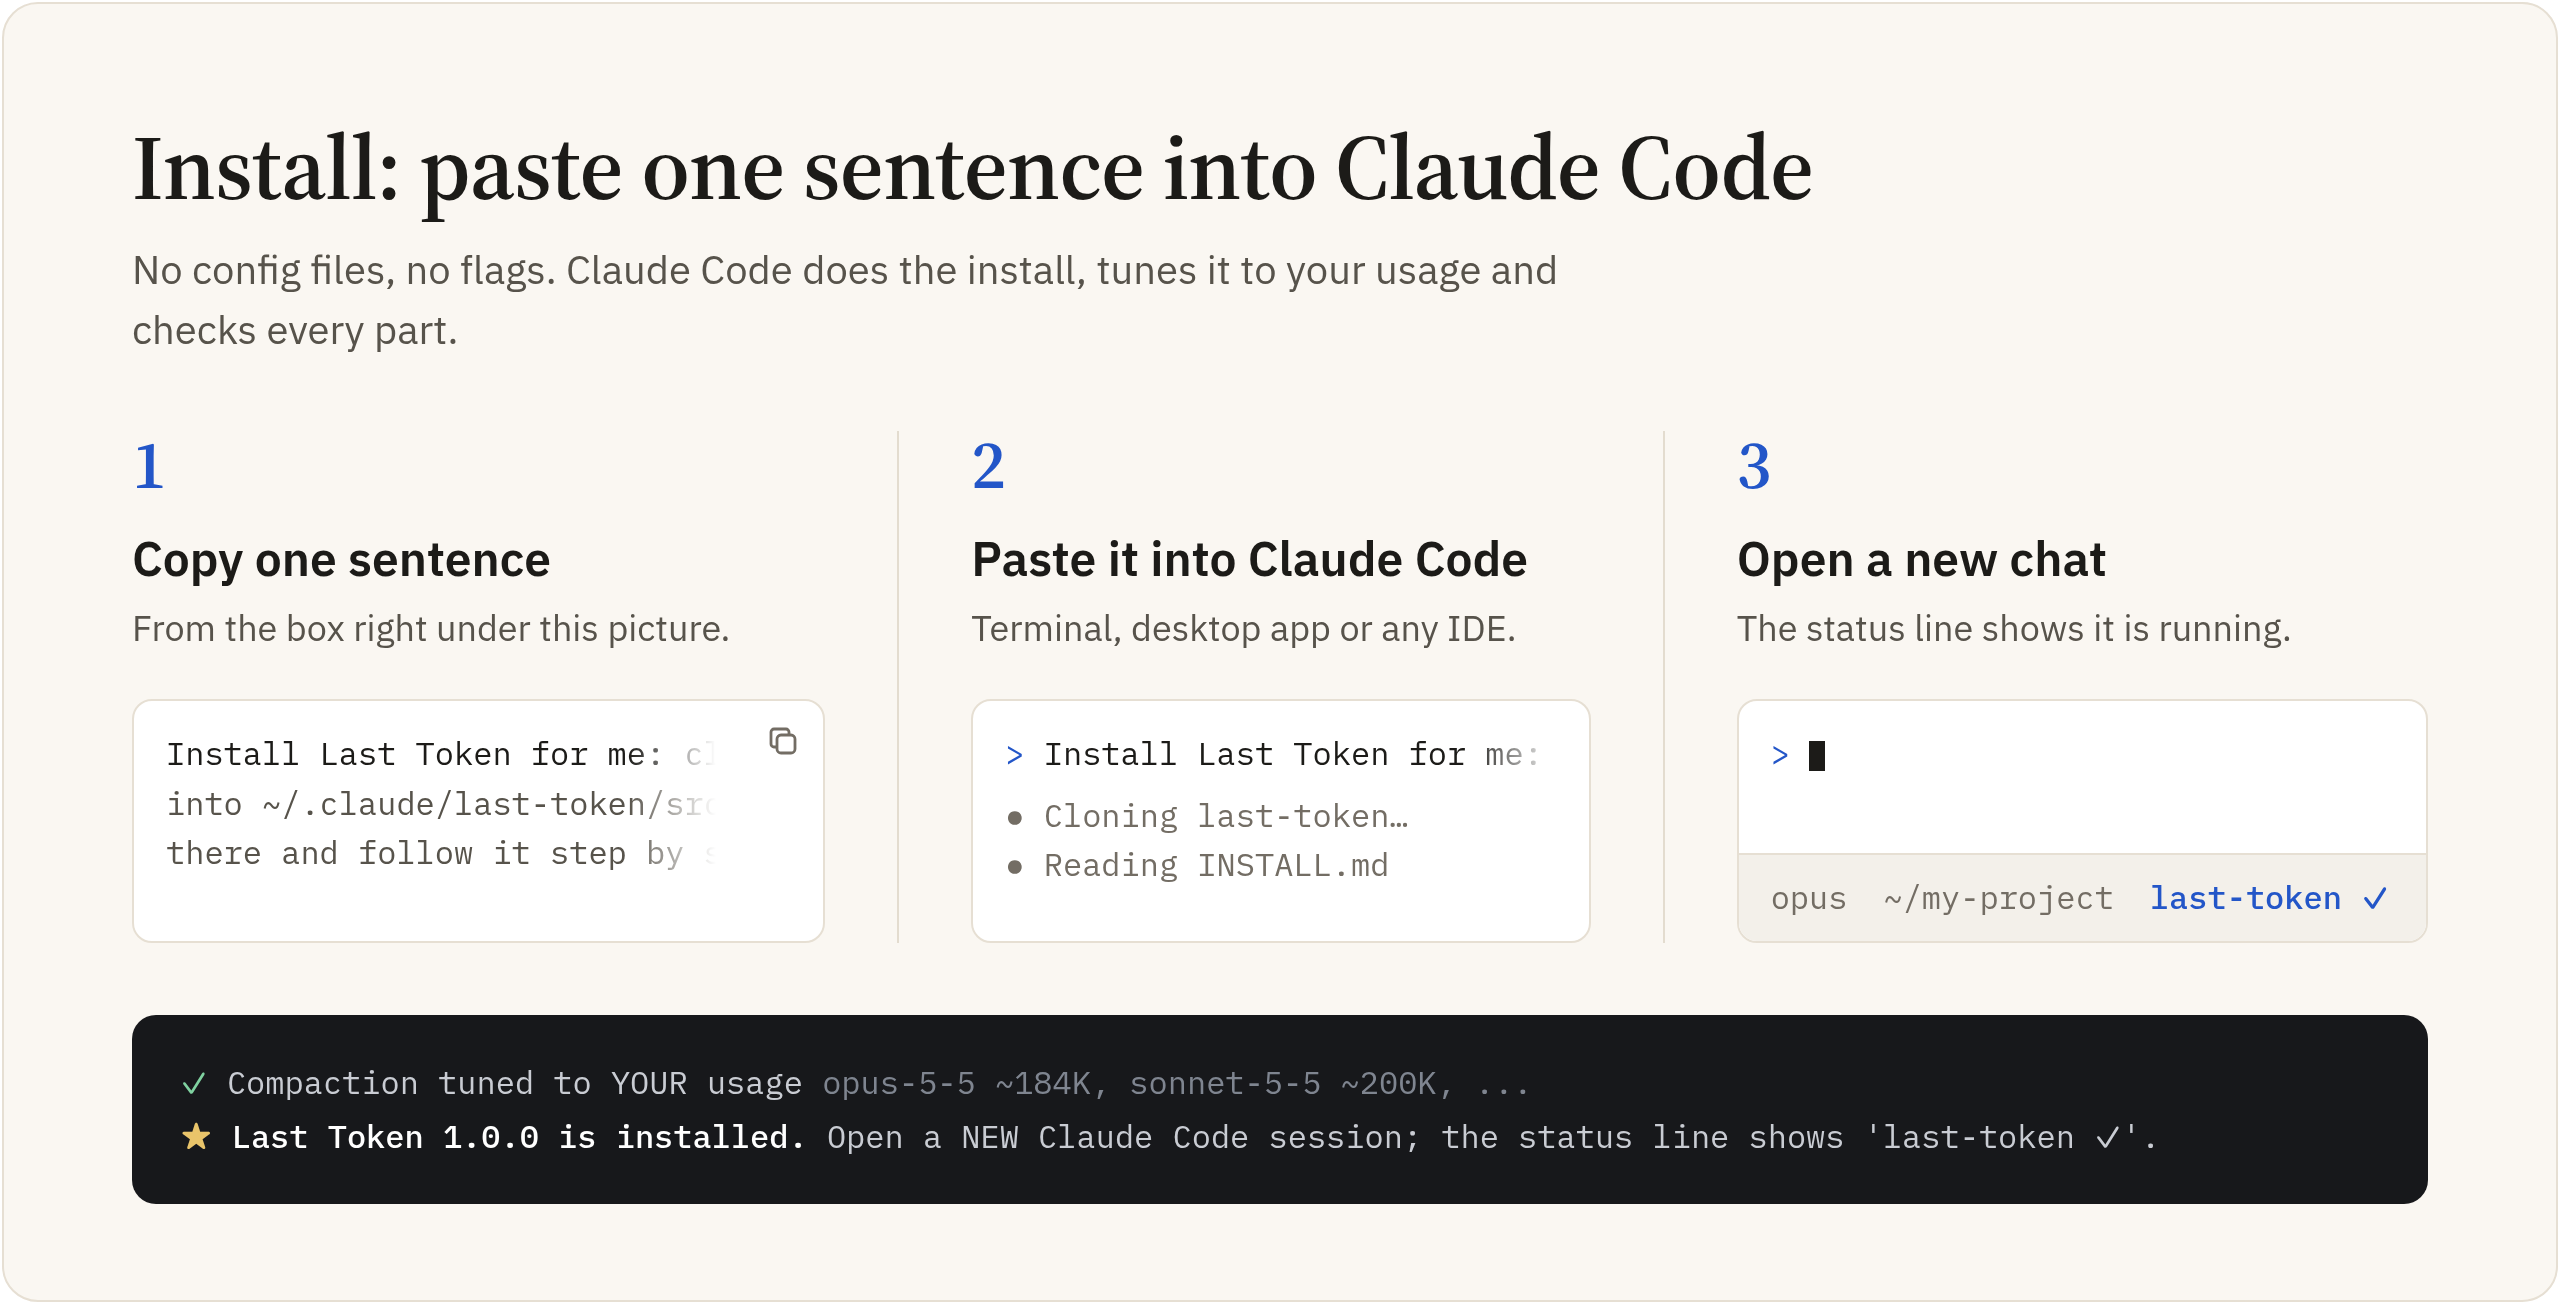 Install: paste one sentence into Claude Code
No config files, no flags. Claude Code does the install, tunes it to your usage and
checks every part.
1
Copy one sentence
From the box right under this picture.
Install Last Token for me:
into ~/.claude/last-token/src
there and follow it step by
2
Paste it into Claude Code
Terminal, desktop app or any IDE.
> Install Last Token for me:
● Cloning last-token…
● Reading INSTALL.md
3
Open a new chat
The status line shows it is running.
>
opus ~/my-project last-token ✓
✓ Compaction tuned to YOUR usage opus-5-5 ~184K, sonnet-5-5 ~200K, ...
★ Last Token 1.0.0 is installed. Open a NEW Claude Code session; the status line shows 'last-token ✓'.